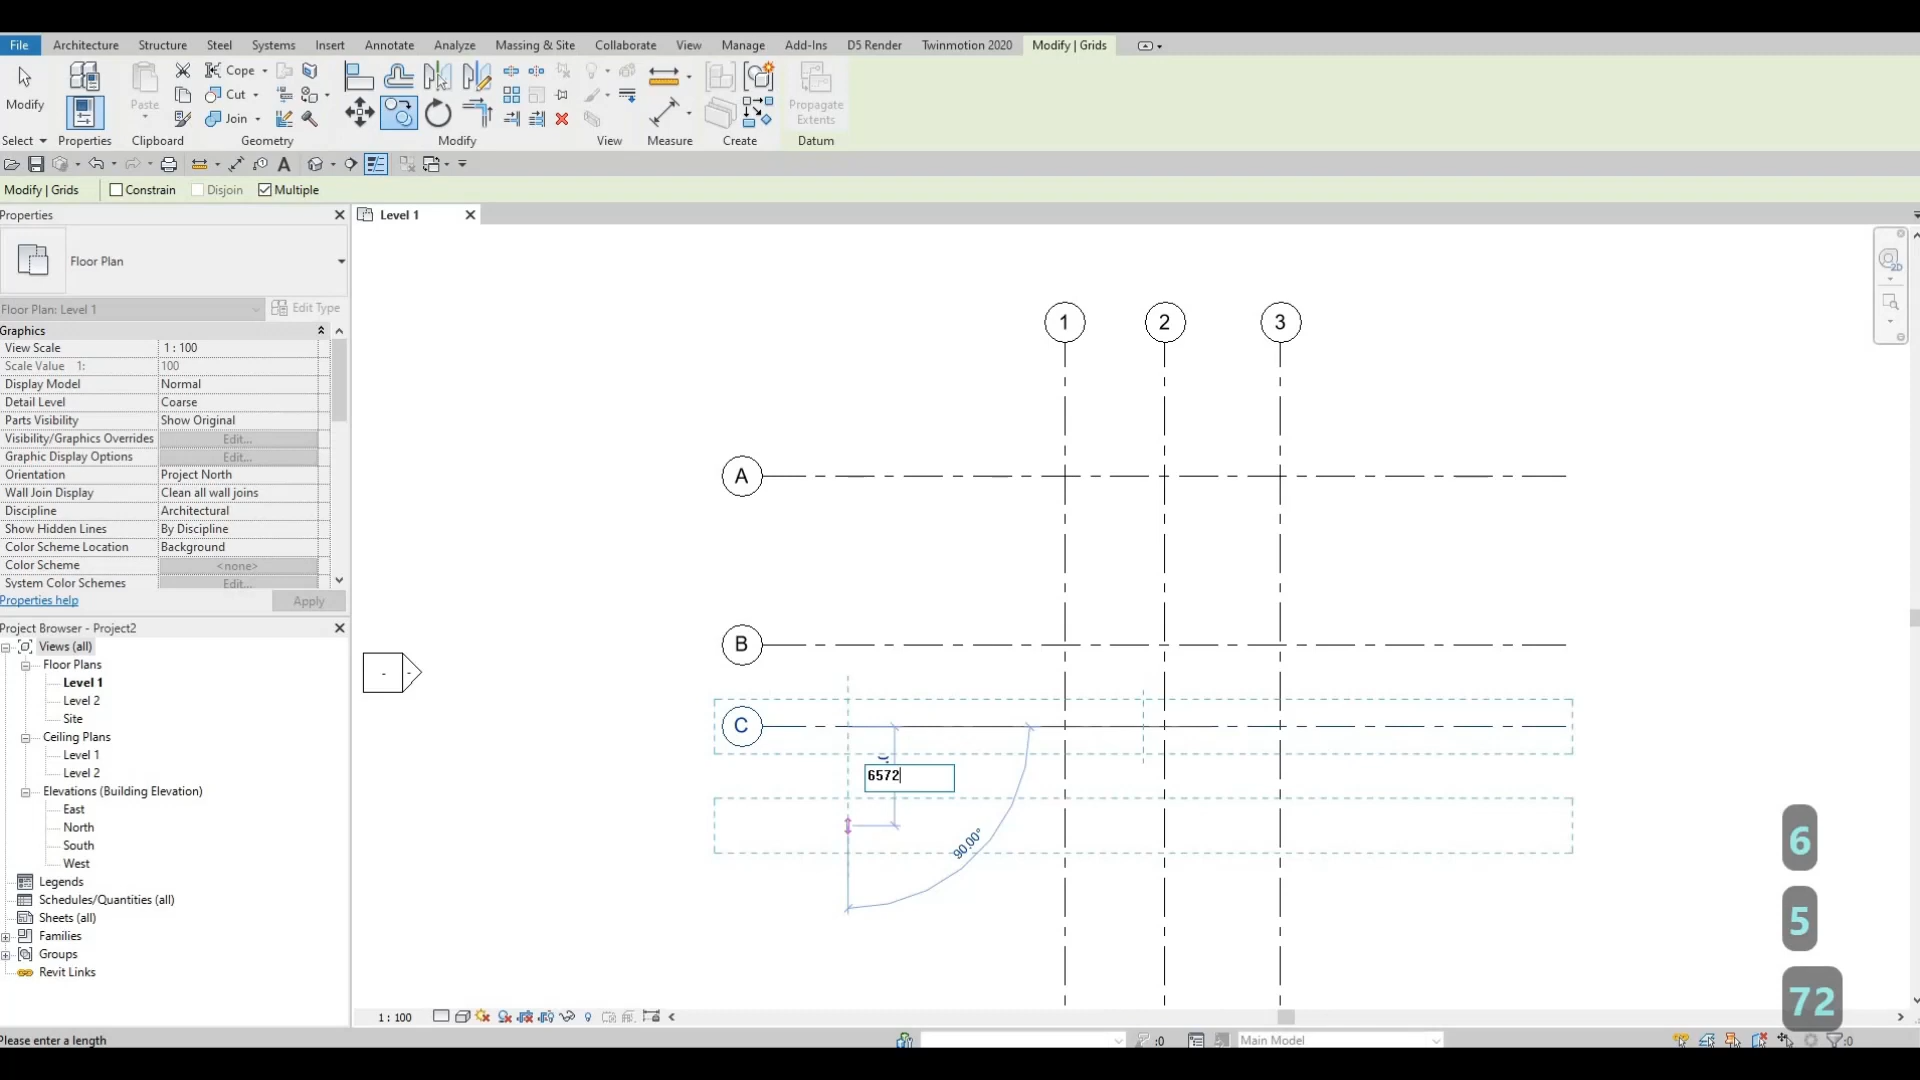 File Architecture Structure Steel Systems Insert Annotate Analyze Massing & Site Collaborate View Manage Add-Ins D5 Render Twinmotion 2020 Modify | Grids
Cope
Cut
Join
Modify
Paste
Propagate
Extents
Select Properties Clipboard Geometry Modify View Measure Create Datum
Modify | Grids Constrain Disjoin Multiple
Properties
Level 1
Floor Plan
Floor Plan: Level 1 Edit Type
Graphics
View Scale 1 : 100
Scale Value 1: 100
Display Model Normal
Detail Level Coarse
Parts Visibility Show Original
Visibility/Graphics Overrides Edit...
Graphic Display Options Edit...
Orientation Project North
Wall Join Display Clean all wall joins
Discipline Architectural
Show Hidden Lines By Discipline
Color Scheme Location Background
Color Scheme <none>
System Color Schemes Edit...
Properties help Apply
Project Browser - Project2
Views (all)
Floor Plans
Level 1
Level 2
Site
Ceiling Plans
Level 1
Level 2
Elevations (Building Elevation)
East
North
South
West
Legends
Schedules/Quantities (all)
Sheets (all)
Families
Groups
Revit Links
1 2 3
A
B
C
6572
90.00°
6
5
72
2D
1 : 100
Please enter a length
:0
Main Model
:0